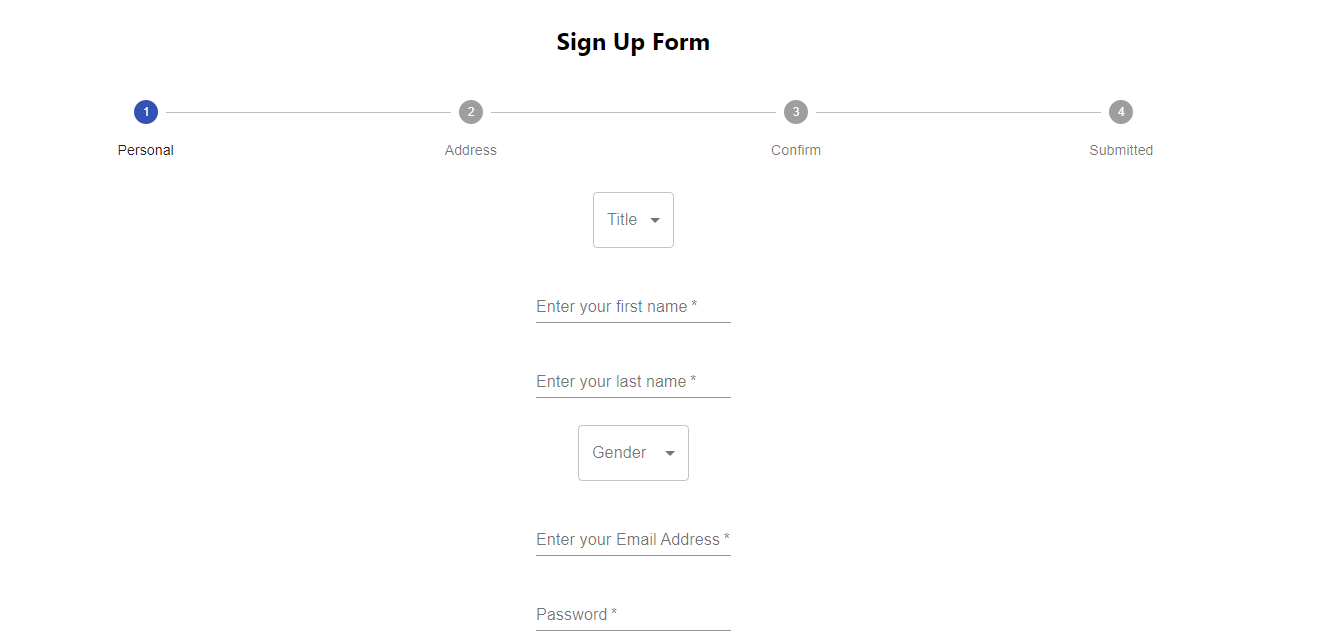 Sign Up Form
1 2 3 4
Personal Address Confirm Submitted
Title
Enter your first name *
Enter your last name *
Gender
Enter your Email Address *
Password *